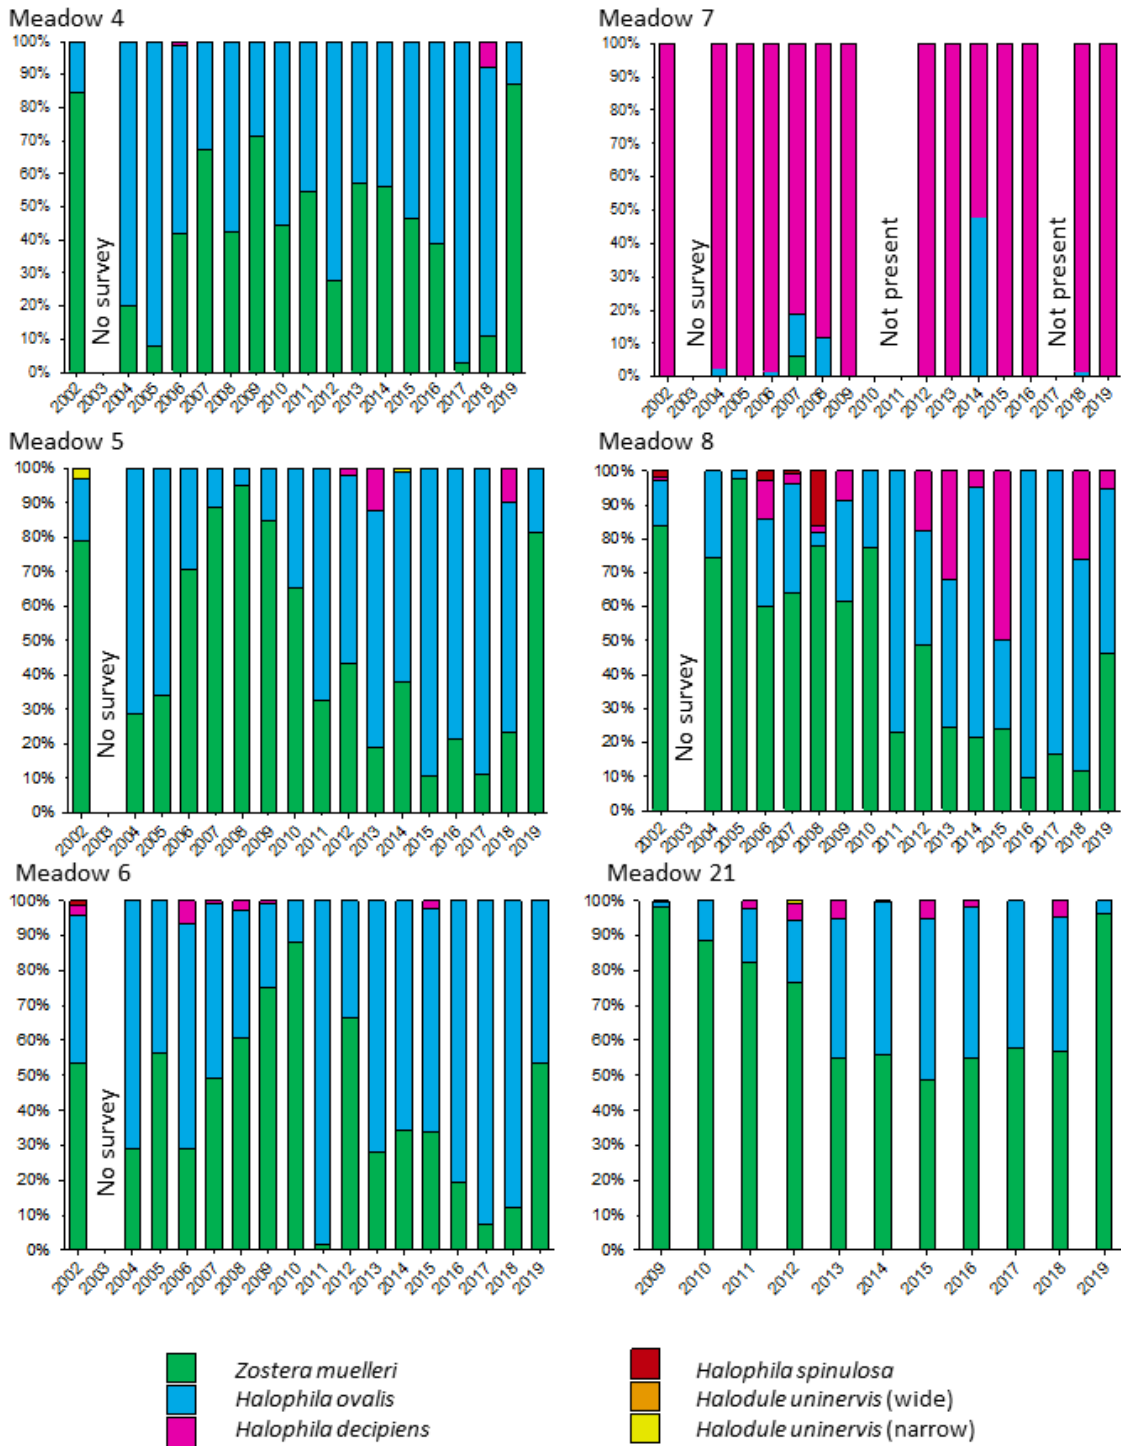 Meadow 4
100%
90%
80%
70%
60%
50%
40%
30%
20%
10%
0%
No survey
2002 2003 2004 2005 2006 2007 2008 2009 2010 2011 2012 2013 2014 2015 2016 2017 2018 2019
Meadow 7
100%
90%
80%
70%
60%
50%
40%
30%
20%
10%
0%
No survey
Not present
Not present
2002 2003 2004 2005 2006 2007 2008 2009 2010 2011 2012 2013 2014 2015 2016 2017 2018 2019
Meadow 5
100%
90%
80%
70%
60%
50%
40%
30%
20%
10%
0%
No survey
2002 2003 2004 2005 2006 2007 2008 2009 2010 2011 2012 2013 2014 2015 2016 2017 2018 2019
Meadow 8
100%
90%
80%
70%
60%
50%
40%
30%
20%
10%
0%
No survey
2002 2003 2004 2005 2006 2007 2008 2009 2010 2011 2012 2013 2014 2015 2016 2017 2018 2019
Meadow 6
100%
90%
80%
70%
60%
50%
40%
30%
20%
10%
0%
No survey
2002 2003 2004 2005 2006 2007 2008 2009 2010 2011 2012 2013 2014 2015 2016 2017 2018 2019
Meadow 21
100%
90%
80%
70%
60%
50%
40%
30%
20%
10%
0%
2009 2010 2011 2012 2013 2014 2015 2016 2017 2018 2019
Zostera muelleri
Halophila ovalis
Halophila decipiens
Halophila spinulosa
Halodule uninervis (wide)
Halodule uninervis (narrow)